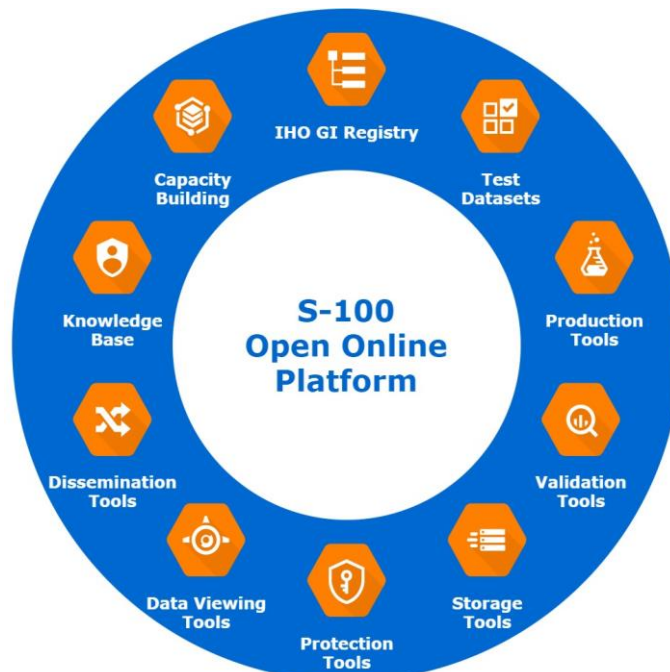 IHO GI Registry
Test
Datasets
Production
Tools
Validation
Tools
Storage
Tools
Protection
Tools
Data Viewing
Tools
Dissemination
Tools
Knowledge
Base
Capacity
Building
S-100
Open Online
Platform